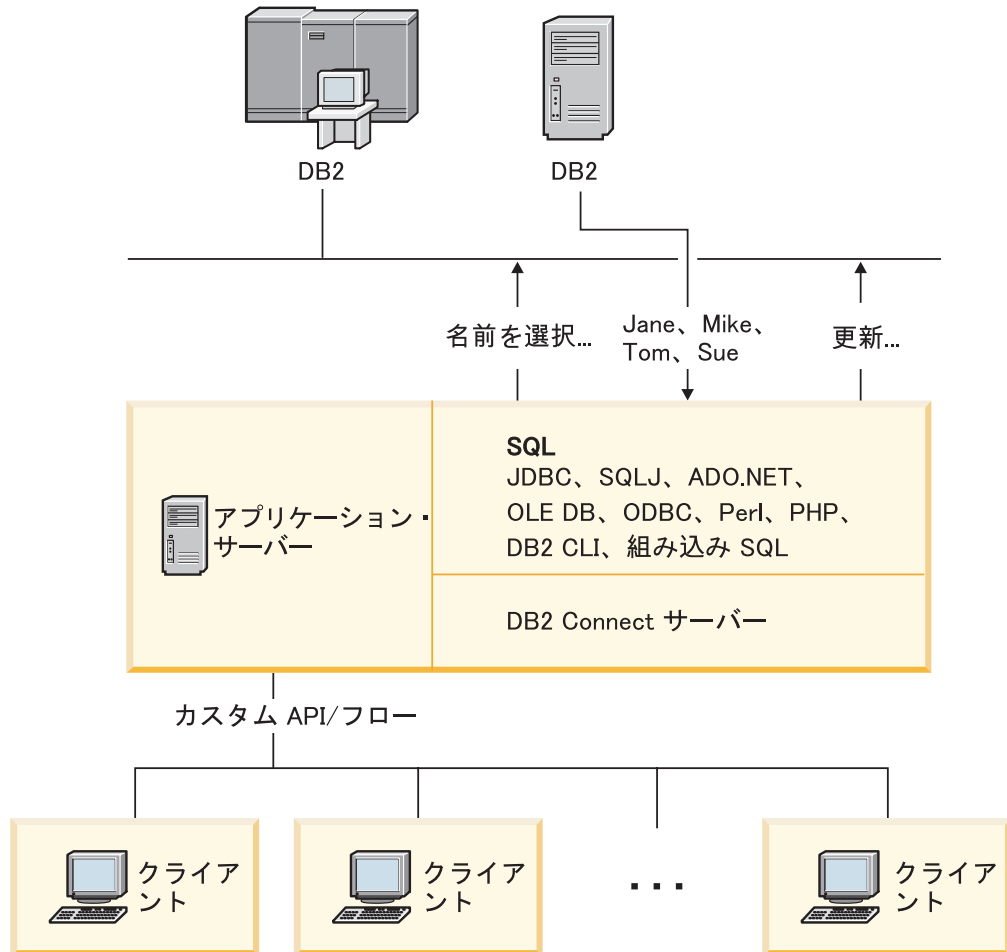 DB2
DB2
名前を選択...
Jane、Mike、
Tom、Sue
更新...
アプリケーション・
サーバー
SQL
JDBC、SQLJ、ADO.NET、
OLE DB、ODBC、Perl、PHP、
DB2 CLI、組み込み SQL
DB2 Connect サーバー
カスタム API/フロー
クライア
ント
クライア
ント
...
クライア
ント